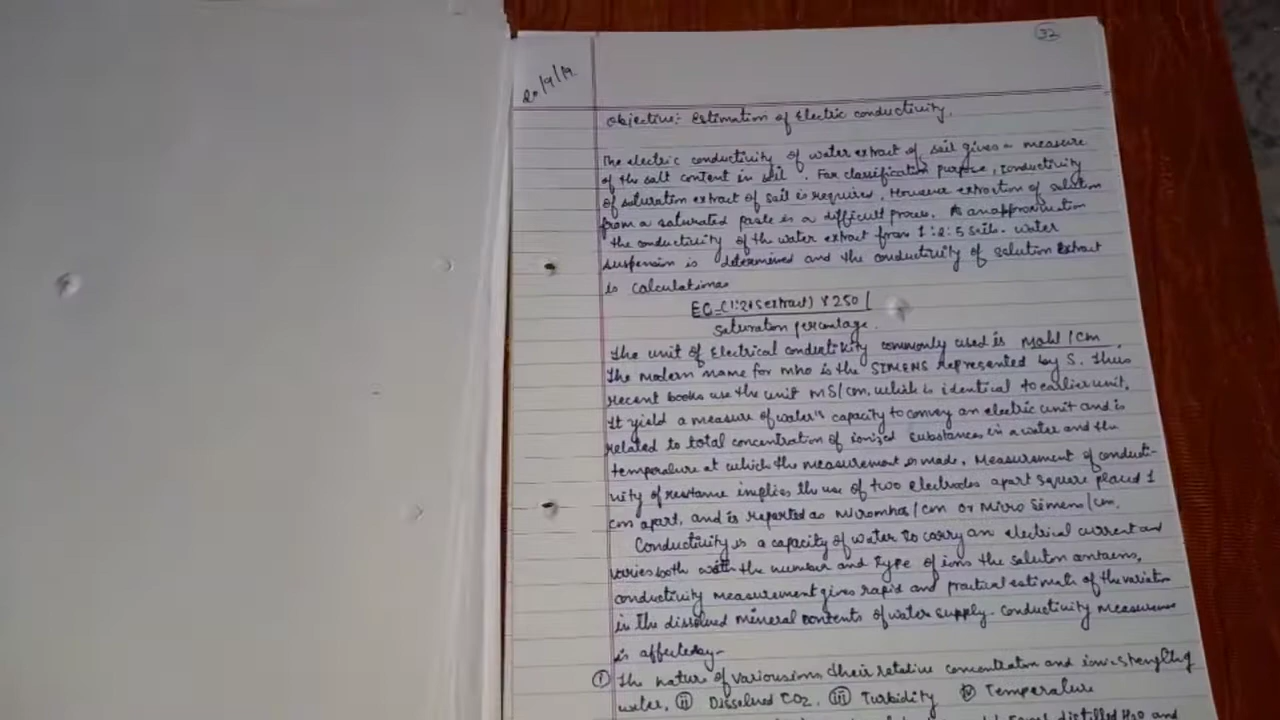 32
20/9/19
Objective:- Estimation of Electric conductivity.
The electric conductivity of water extract of soil gives a measure
of the salt content in soil. For classification purpose, conductivity
of saturation extract of soil is required. However extraction of solution
from a saturated paste is a difficult process. As an approximation
the conductivity of the water extract from 1:2:5 soils. water
suspension is determined and the conductivity of solution Extract
is calculation as
EC=(1:2:5 extract) × 250 /
saturation percentage.
The unit of Electrical conductivity commonly used is /cm
The modern name for mho is the SIMENS represented by S. Thus
recent books use the unit MS/cm, which is identical to earlier unit.
It yield a measure of water's capacity to convey an electric unit and is
related to total concentration of ionized substances in a water and the
temperature at which the measurement is made. Measurement of conducti-
vity of resistance implies the use of two electrodes apart square placed 1
cm apart, and is reported as Micromhos/cm or Micro Simens/cm.
Conductivity is a capacity of water to carry an electrical current and
varies both with the number and type of ions the solution contains,
conductivity measurement gives rapid and practical estimate of the variation
in the dissolved mineral contents of water supply. Conductivity measurement
is affected by-
(i) The nature of various ions their relative concentration and ionic strength of
water, (ii) Dissolved CO2, (iii) Turbidity (iv) Temperature
distilled H2O and